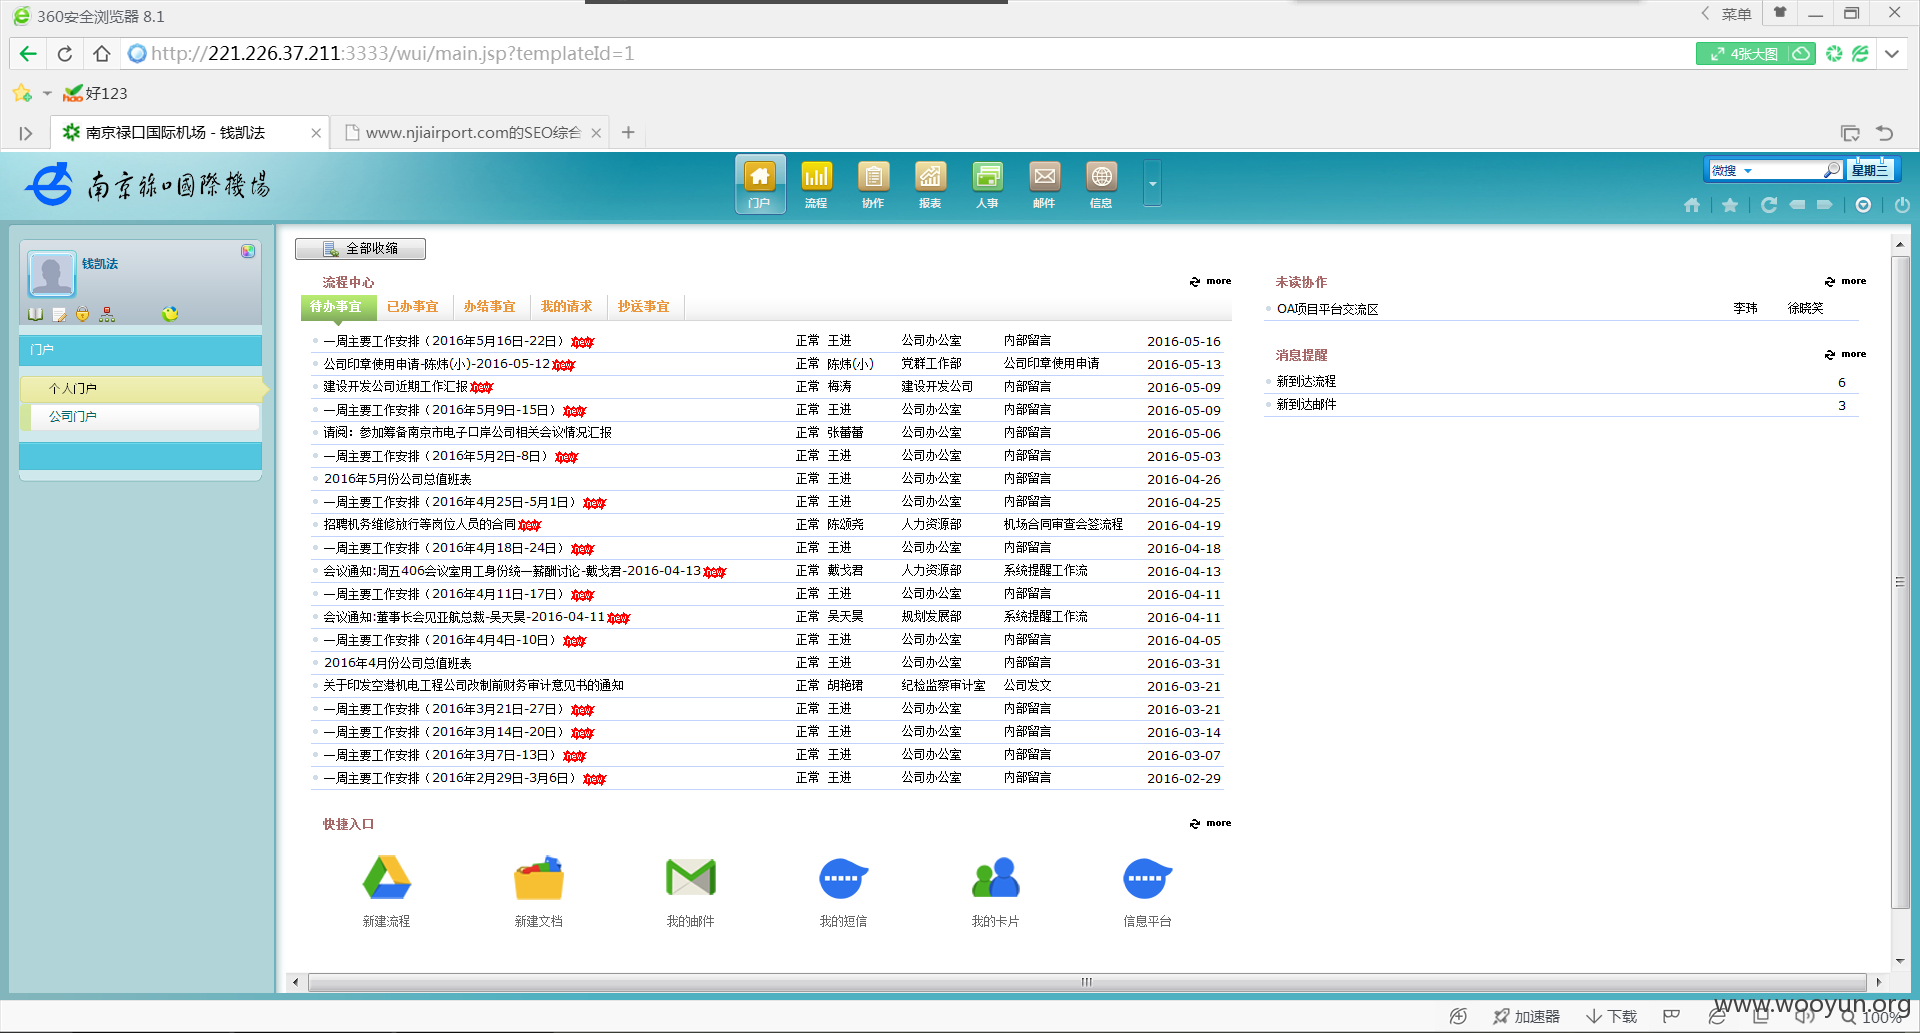 360安全浏览器 8.1
菜单
http://221.226.37.211:3333/wui/main.jsp?templateId=1
4张大图
好123
南京禄口国际机场 - 钱凯法
www.njiairport.com的SEO综合
南京禄口國際機場
门户 流程 协作 报表 人事 邮件 信息
微搜
星期三
钱凯法
门户
个人门户
公司门户
全部收缩
流程中心
more
待办事宜 已办事宜 办结事宜 我的请求 抄送事宜
一周主要工作安排（2016年5月16日-22日） new 正常 王进 公司办公室 内部留言 2016-05-16
公司印章使用申请-陈炜(小)-2016-05-12 new 正常 陈炜(小) 党群工作部 公司印章使用申请 2016-05-13
建设开发公司近期工作汇报 new 正常 梅涛 建设开发公司 内部留言 2016-05-09
一周主要工作安排（2016年5月9日-15日） new 正常 王进 公司办公室 内部留言 2016-05-09
请阅：参加筹备南京市电子口岸公司相关会议情况汇报 正常 张蕾蕾 公司办公室 内部留言 2016-05-06
一周主要工作安排（2016年5月2日-8日） new 正常 王进 公司办公室 内部留言 2016-05-03
2016年5月份公司总值班表 正常 王进 公司办公室 内部留言 2016-04-26
一周主要工作安排（2016年4月25日-5月1日） new 正常 王进 公司办公室 内部留言 2016-04-25
招聘机务维修放行等岗位人员的合同 new 正常 陈颂尧 人力资源部 机场合同审查会签流程 2016-04-19
一周主要工作安排（2016年4月18日-24日） new 正常 王进 公司办公室 内部留言 2016-04-18
会议通知:周五406会议室用工身份统一薪酬讨论-戴戈君-2016-04-13 new 正常 戴戈君 人力资源部 系统提醒工作流 2016-04-13
一周主要工作安排（2016年4月11日-17日） new 正常 王进 公司办公室 内部留言 2016-04-11
会议通知:董事长会见亚航总裁-吴天昊-2016-04-11 new 正常 吴天昊 规划发展部 系统提醒工作流 2016-04-11
一周主要工作安排（2016年4月4日-10日） new 正常 王进 公司办公室 内部留言 2016-04-05
2016年4月份公司总值班表 正常 王进 公司办公室 内部留言 2016-03-31
关于印发空港机电工程公司改制前财务审计意见书的通知 正常 胡艳珺 纪检监察审计室 公司发文 2016-03-21
一周主要工作安排（2016年3月21日-27日） new 正常 王进 公司办公室 内部留言 2016-03-21
一周主要工作安排（2016年3月14日-20日） new 正常 王进 公司办公室 内部留言 2016-03-14
一周主要工作安排（2016年3月7日-13日） new 正常 王进 公司办公室 内部留言 2016-03-07
一周主要工作安排（2016年2月29日-3月6日） new 正常 王进 公司办公室 内部留言 2016-02-29
未读协作
more
OA项目平台交流区 李玮 徐晓笑
消息提醒
more
新到达流程 6
新到达邮件 3
快捷入口
more
新建流程 新建文档 我的邮件 我的短信 我的卡片 信息平台
www.wooyun.org
加速器 下载 100%